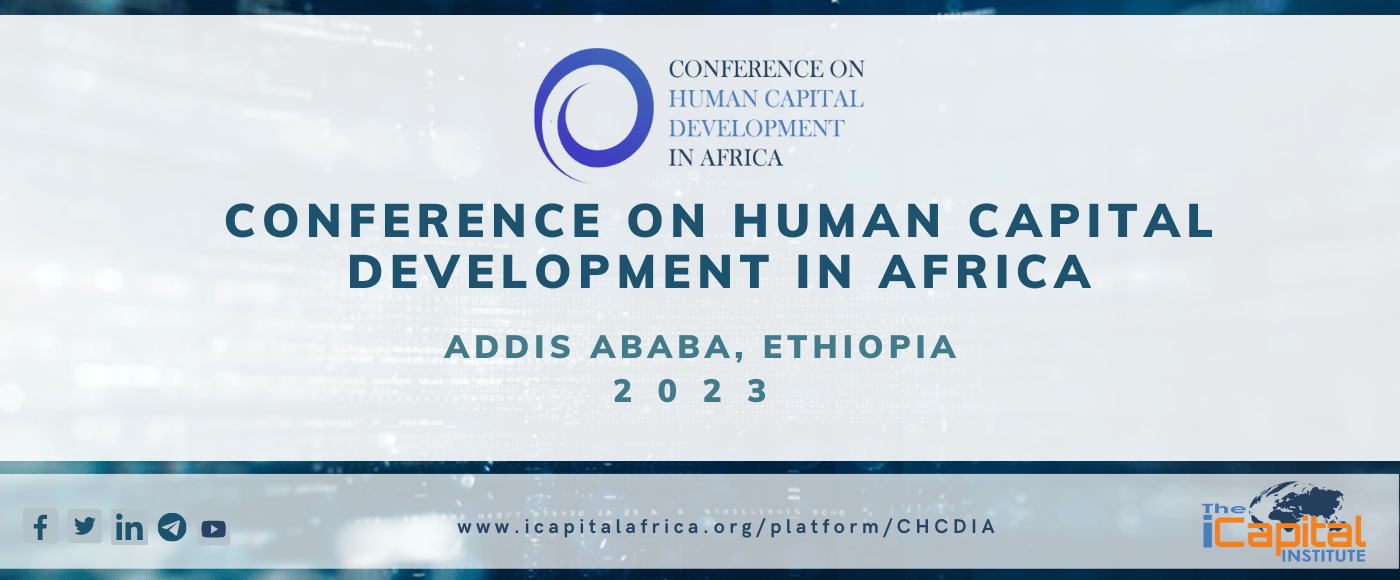 CONFERENCE ON
HUMAN CAPITAL
DEVELOPMENT
IN AFRICA
CONFERENCE ON HUMAN CAPITAL
DEVELOPMENT IN AFRICA
ADDIS ABABA, ETHIOPIA
2023
www.icapitalafrica.org/platform/CHCDIA
The
iCapital
INSTITUTE